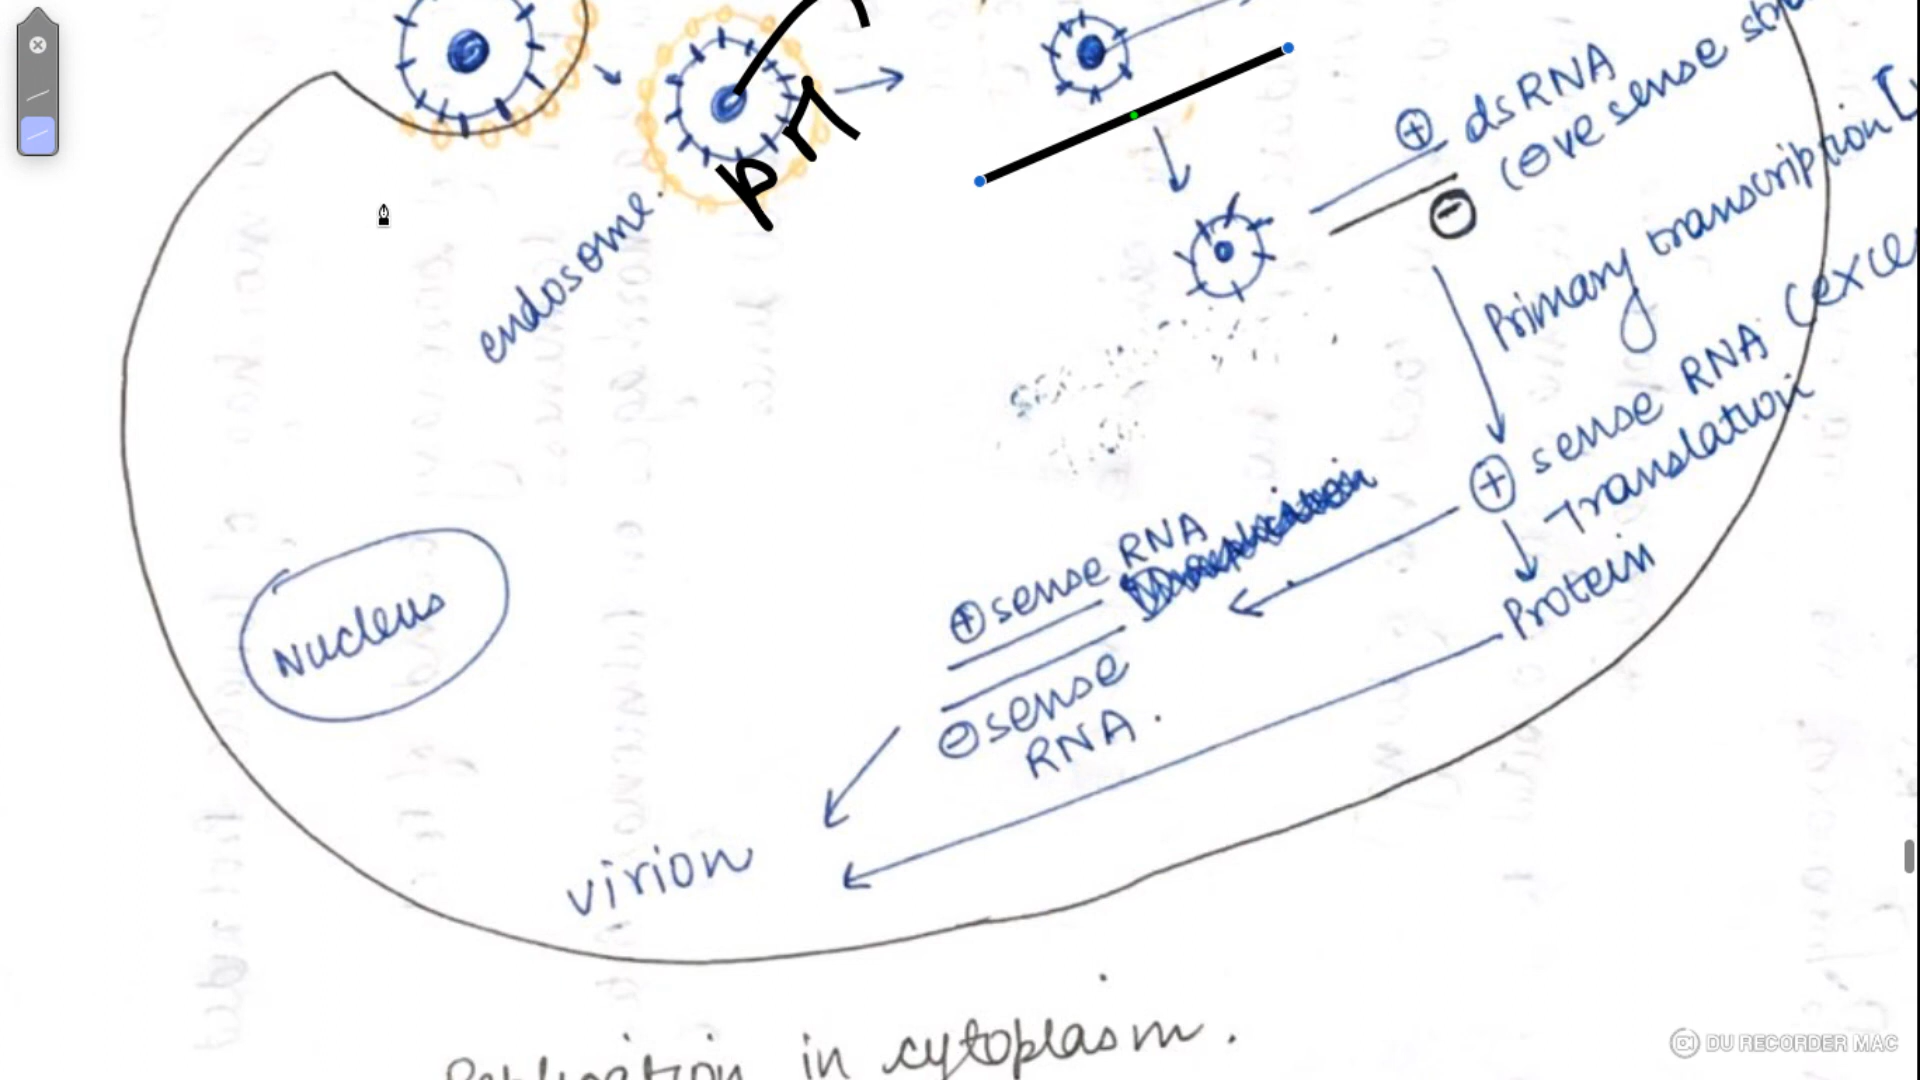 dsRNA
(⊖ve sense
Primary transcription [
endosome.
⊕ sense RNA (exce
Translation
⊕ sense RNA
Protein
Nucleus
⊖ sense
RNA.
virion
Replication in cytoplasm.
DU RECORDER MAC